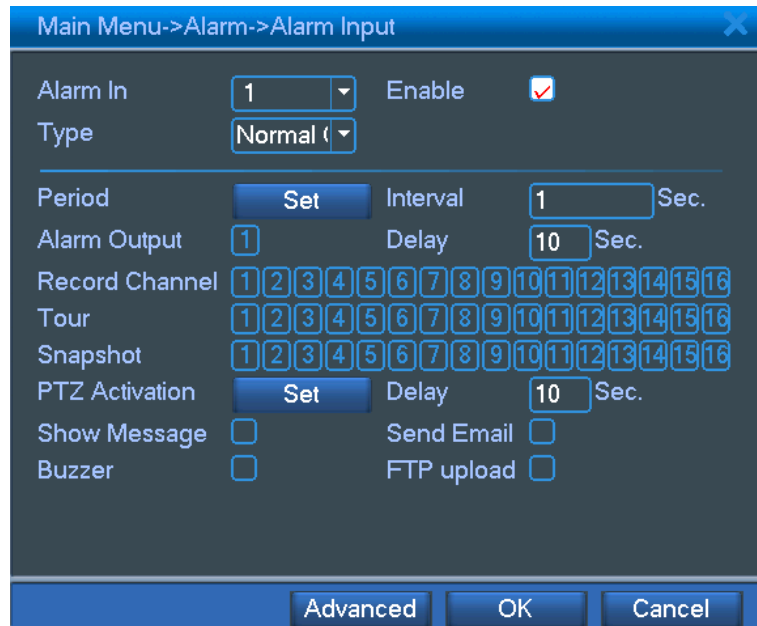 Main Menu->Alarm->Alarm Input
Alarm In 1 Enable
Type Normal
Period Set Interval 1 Sec.
Alarm Output 1 Delay 10 Sec.
Record Channel 1 2 3 4 5 6 7 8 9 10 11 12 13 14 15 16
Tour 1 2 3 4 5 6 7 8 9 10 11 12 13 14 15 16
Snapshot 1 2 3 4 5 6 7 8 9 10 11 12 13 14 15 16
PTZ Activation Set Delay 10 Sec.
Show Message Send Email
Buzzer FTP upload
Advanced OK Cancel